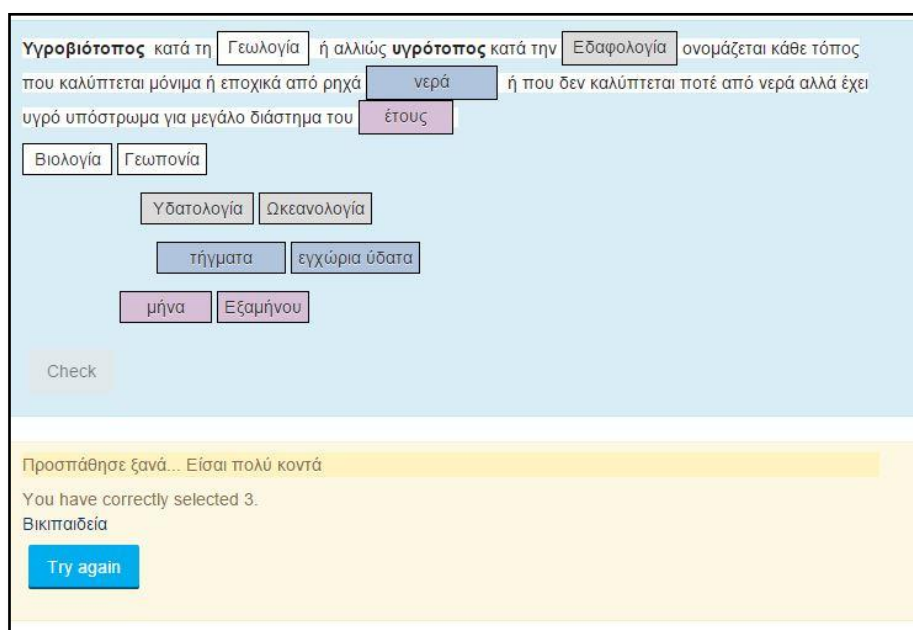 Υγροβιότοπος κατά τη Γεωλογία ή αλλιώς υγρότοπος κατά την Εδαφολογία ονομάζεται κάθε τόπος
που καλύπτεται μόνιμα ή εποχικά από ρηχά νερά ή που δεν καλύπτεται ποτέ από νερά αλλά έχει
υγρό υπόστρωμα για μεγάλο διάστημα του έτους
Βιολογία Γεωπονία
Υδατολογία Ωκεανολογία
τήγματα εγχώρια ύδατα
μήνα Εξαμήνου
Check
Προσπάθησε ξανά... Είσαι πολύ κοντά
You have correctly selected 3.
Βικιπαιδεία
Try again